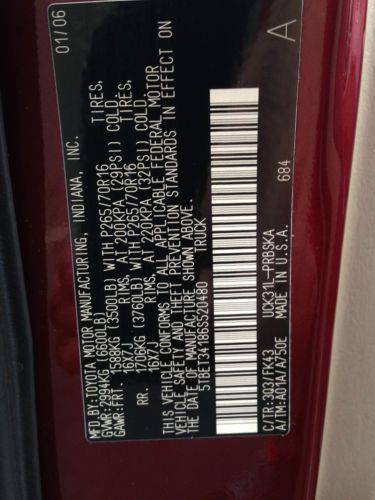 TOYOTA MOTOR MANUFACTURING, INDIANA, INC. 01/06
GVWR: 2994KG (6600LB)
GAWR: FRT. 1588KG (3500LB) WITH P265/70R16 TIRES,
16X7J RIMS, AT 200KPA (29PSI) COLD.
RR. 1706KG (3760LB) WITH P265/70R16 TIRES,
16X7J RIMS, AT 220KPA (32PSI) COLD.
THIS VEHICLE CONFORMS TO ALL APPLICABLE FEDERAL MOTOR
VEHICLE SAFETY AND THEFT PREVENTION STANDARDS IN EFFECT ON
THE DATE OF MANUFACTURE SHOWN ABOVE.
5TBET34186S520480 TRUCK
A
684
C/TR: 3Q3/FK43 UCK31L-PRBSKA
A/TM: A01A/A750E MADE IN U.S.A.